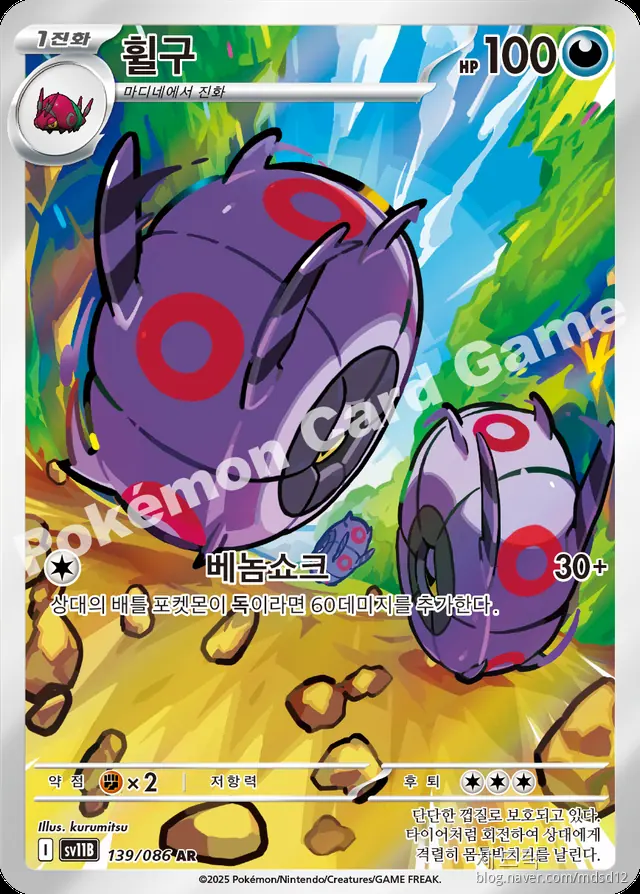 1진화
휠구
HP 100
마디네에서 진화
Pokémon Card Game
베놈쇼크
30+
상대의 배틀 포켓몬이 독이라면 60데미지를 추가한다.
약점 ×2
저항력
후퇴
Illus. kurumitsu
단단한 껍질로 보호되고 있다.
타이어처럼 회전하여 상대에게
격렬히 몸통박치기를 날린다.
I sv11B 139/086 AR
©2025 Pokémon/Nintendo/Creatures/GAME FREAK.
blog.naver.com/mdsd12